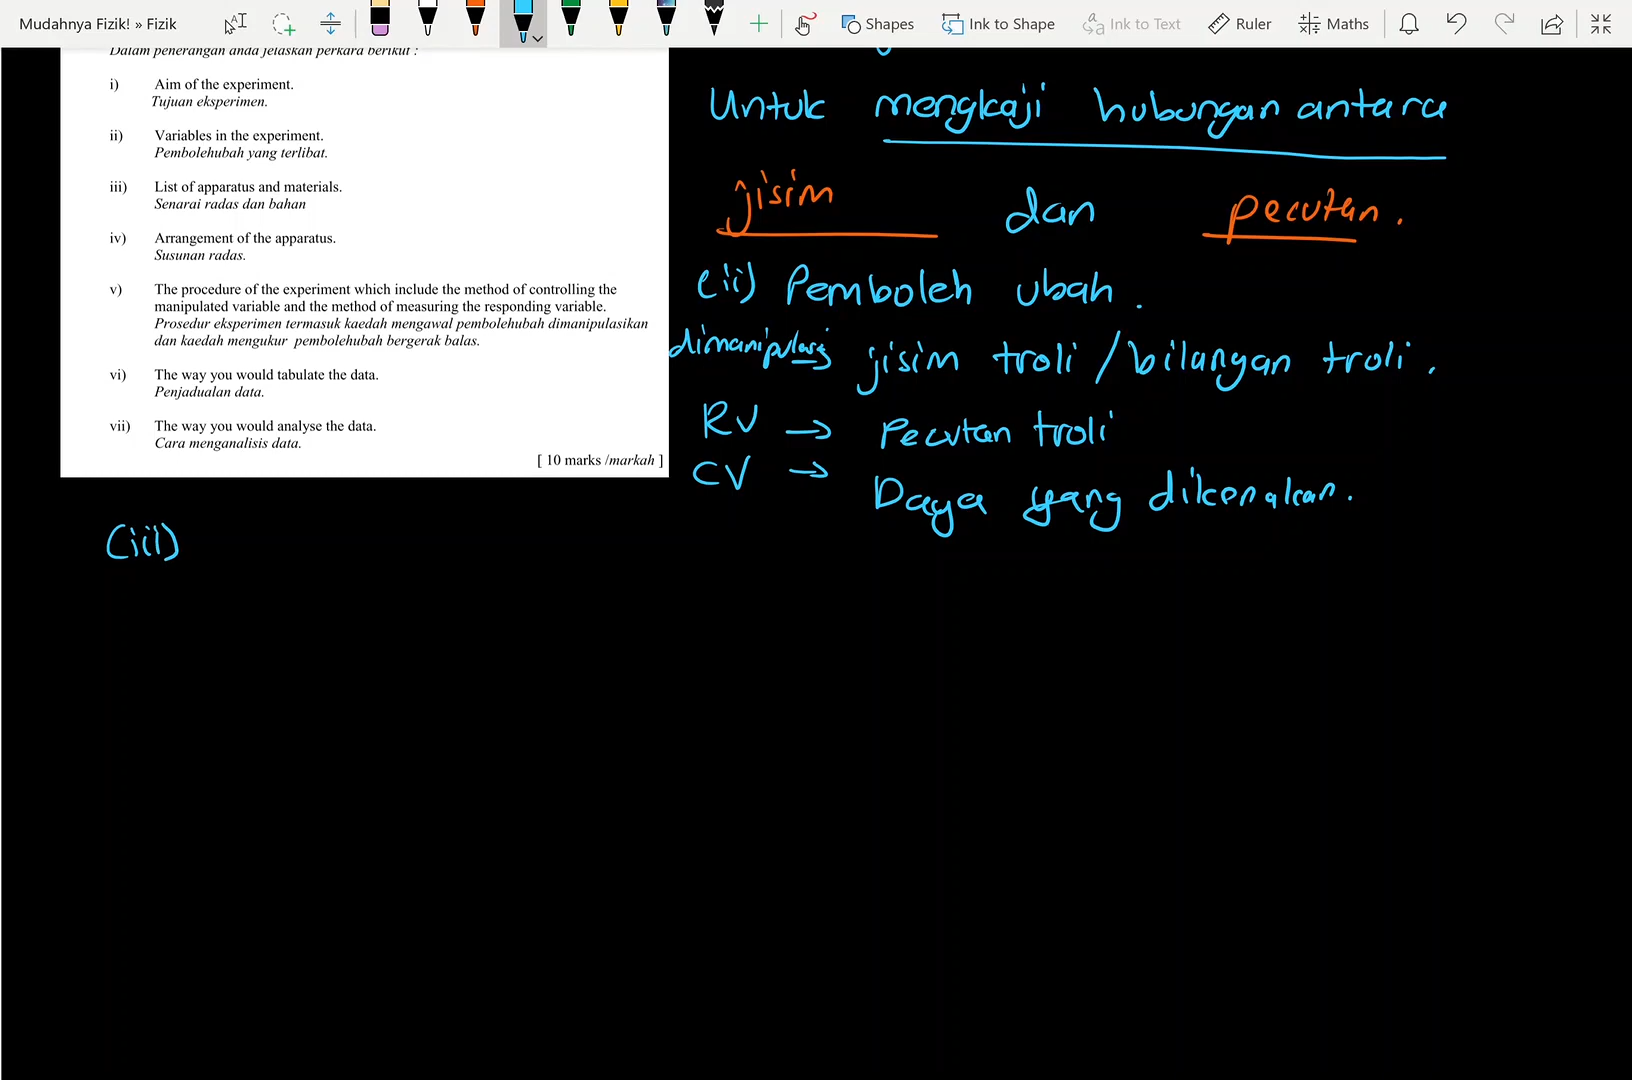 Mudahnya Fizik! » Fizik
Shapes
Ink to Shape
Ink to Text
Ruler
Maths
Dalam penerangan anda jelaskan perkara berikut :
i) Aim of the experiment.
Tujuan eksperimen.
ii) Variables in the experiment.
Pembolehubah yang terlibat.
iii) List of apparatus and materials.
Senarai radas dan bahan
iv) Arrangement of the apparatus.
Susunan radas.
v) The procedure of the experiment which include the method of controlling the
manipulated variable and the method of measuring the responding variable.
Prosedur eksperimen termasuk kaedah mengawal pembolehubah dimanipulasikan
dan kaedah mengukur pembolehubah bergerak balas.
vi) The way you would tabulate the data.
Penjadualan data.
vii) The way you would analyse the data.
Cara menganalisis data.
[ 10 marks /markah ]
Untuk mengkaji hubungan antara
jisim dan pecutan.
(ii) Pemboleh ubah.
dimanipulasi jisim troli / bilangan troli.
RV → Pecutan troli
CV → Daya yang dikenakan.
(iii)